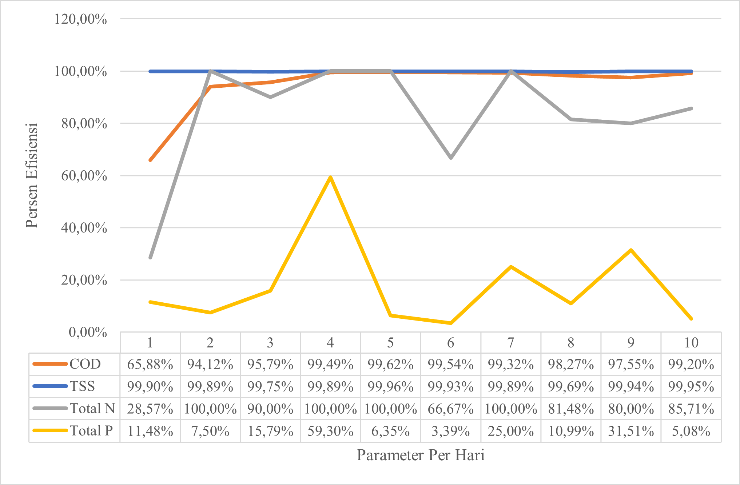 120,00%
100,00%
80,00%
60,00%
40,00%
20,00%
0,00%
Persen Efisiensi
1 2 3 4 5 6 7 8 9 10
COD 65,88% 94,12% 95,79% 99,49% 99,62% 99,54% 99,32% 98,27% 97,55% 99,20%
TSS 99,90% 99,89% 99,75% 99,89% 99,96% 99,93% 99,89% 99,69% 99,94% 99,95%
Total N 28,57% 100,00% 90,00% 100,00% 100,00% 66,67% 100,00% 81,48% 80,00% 85,71%
Total P 11,48% 7,50% 15,79% 59,30% 6,35% 3,39% 25,00% 10,99% 31,51% 5,08%
Parameter Per Hari